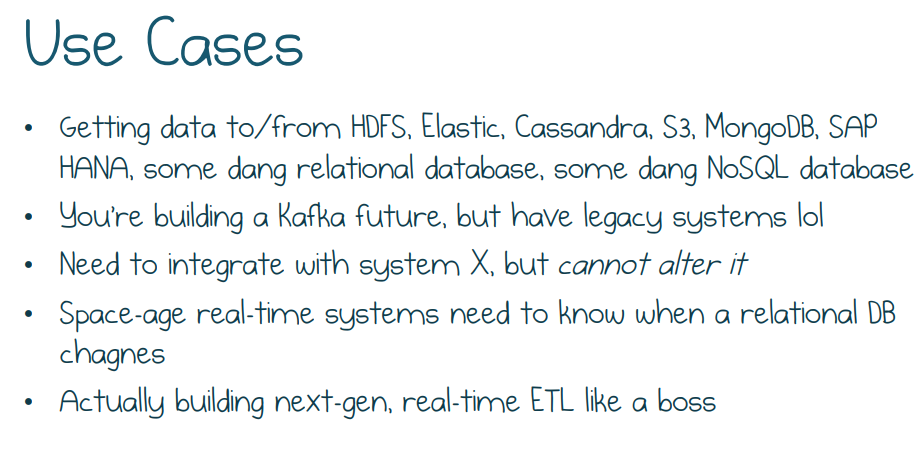 Use Cases
• Getting data to/from HDFS, Elastic, Cassandra, S3, MongoDB, SAP
HANA, some dang relational database, some dang NoSQL database
• You're building a Kafka future, but have legacy systems lol
• Need to integrate with system X, but cannot alter it
• Space-age real-time systems need to know when a relational DB
chagnes
• Actually building next-gen, real-time ETL like a boss